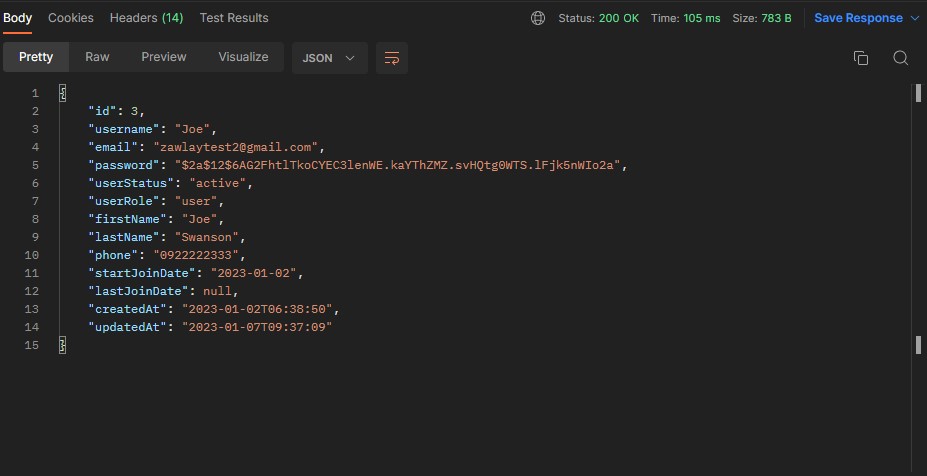 Body Cookies Headers (14) Test Results Status: 200 OK Time: 105 ms Size: 783 B Save Response
Pretty Raw Preview Visualize JSON
1 {
2 "id": 3,
3 "username": "Joe",
4 "email": "zawlaytest2@gmail.com",
5 "password": "$2a$12$6AG2FhtlTkoCYEC3lenWE.kaYThZMZ.svHQtg0WTS.lFjk5nWIo2a",
6 "userStatus": "active",
7 "userRole": "user",
8 "firstName": "Joe",
9 "lastName": "Swanson",
10 "phone": "0922222333",
11 "startJoinDate": "2023-01-02",
12 "lastJoinDate": null,
13 "createdAt": "2023-01-02T06:38:50",
14 "updatedAt": "2023-01-07T09:37:09"
15 }